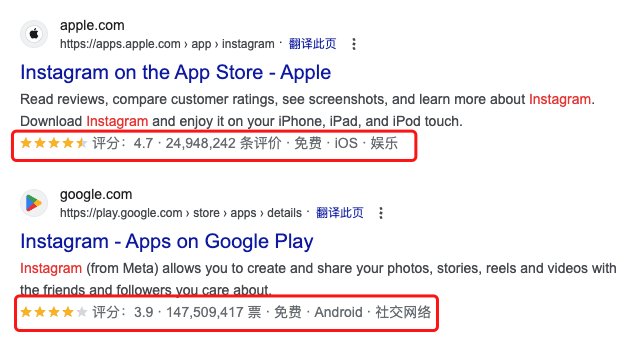 apple.com
https://apps.apple.com › app › instagram · 翻译此页
Instagram on the App Store - Apple
Read reviews, compare customer ratings, see screenshots, and learn more about Instagram.
Download Instagram and enjoy it on your iPhone, iPad, and iPod touch.
评分：4.7 · 24,948,242 条评价 · 免费 · iOS · 娱乐
google.com
https://play.google.com › store › apps › details · 翻译此页
Instagram - Apps on Google Play
Instagram (from Meta) allows you to create and share your photos, stories, reels and videos with
the friends and followers you care about.
评分：3.9 · 147,509,417 票 · 免费 · Android · 社交网络